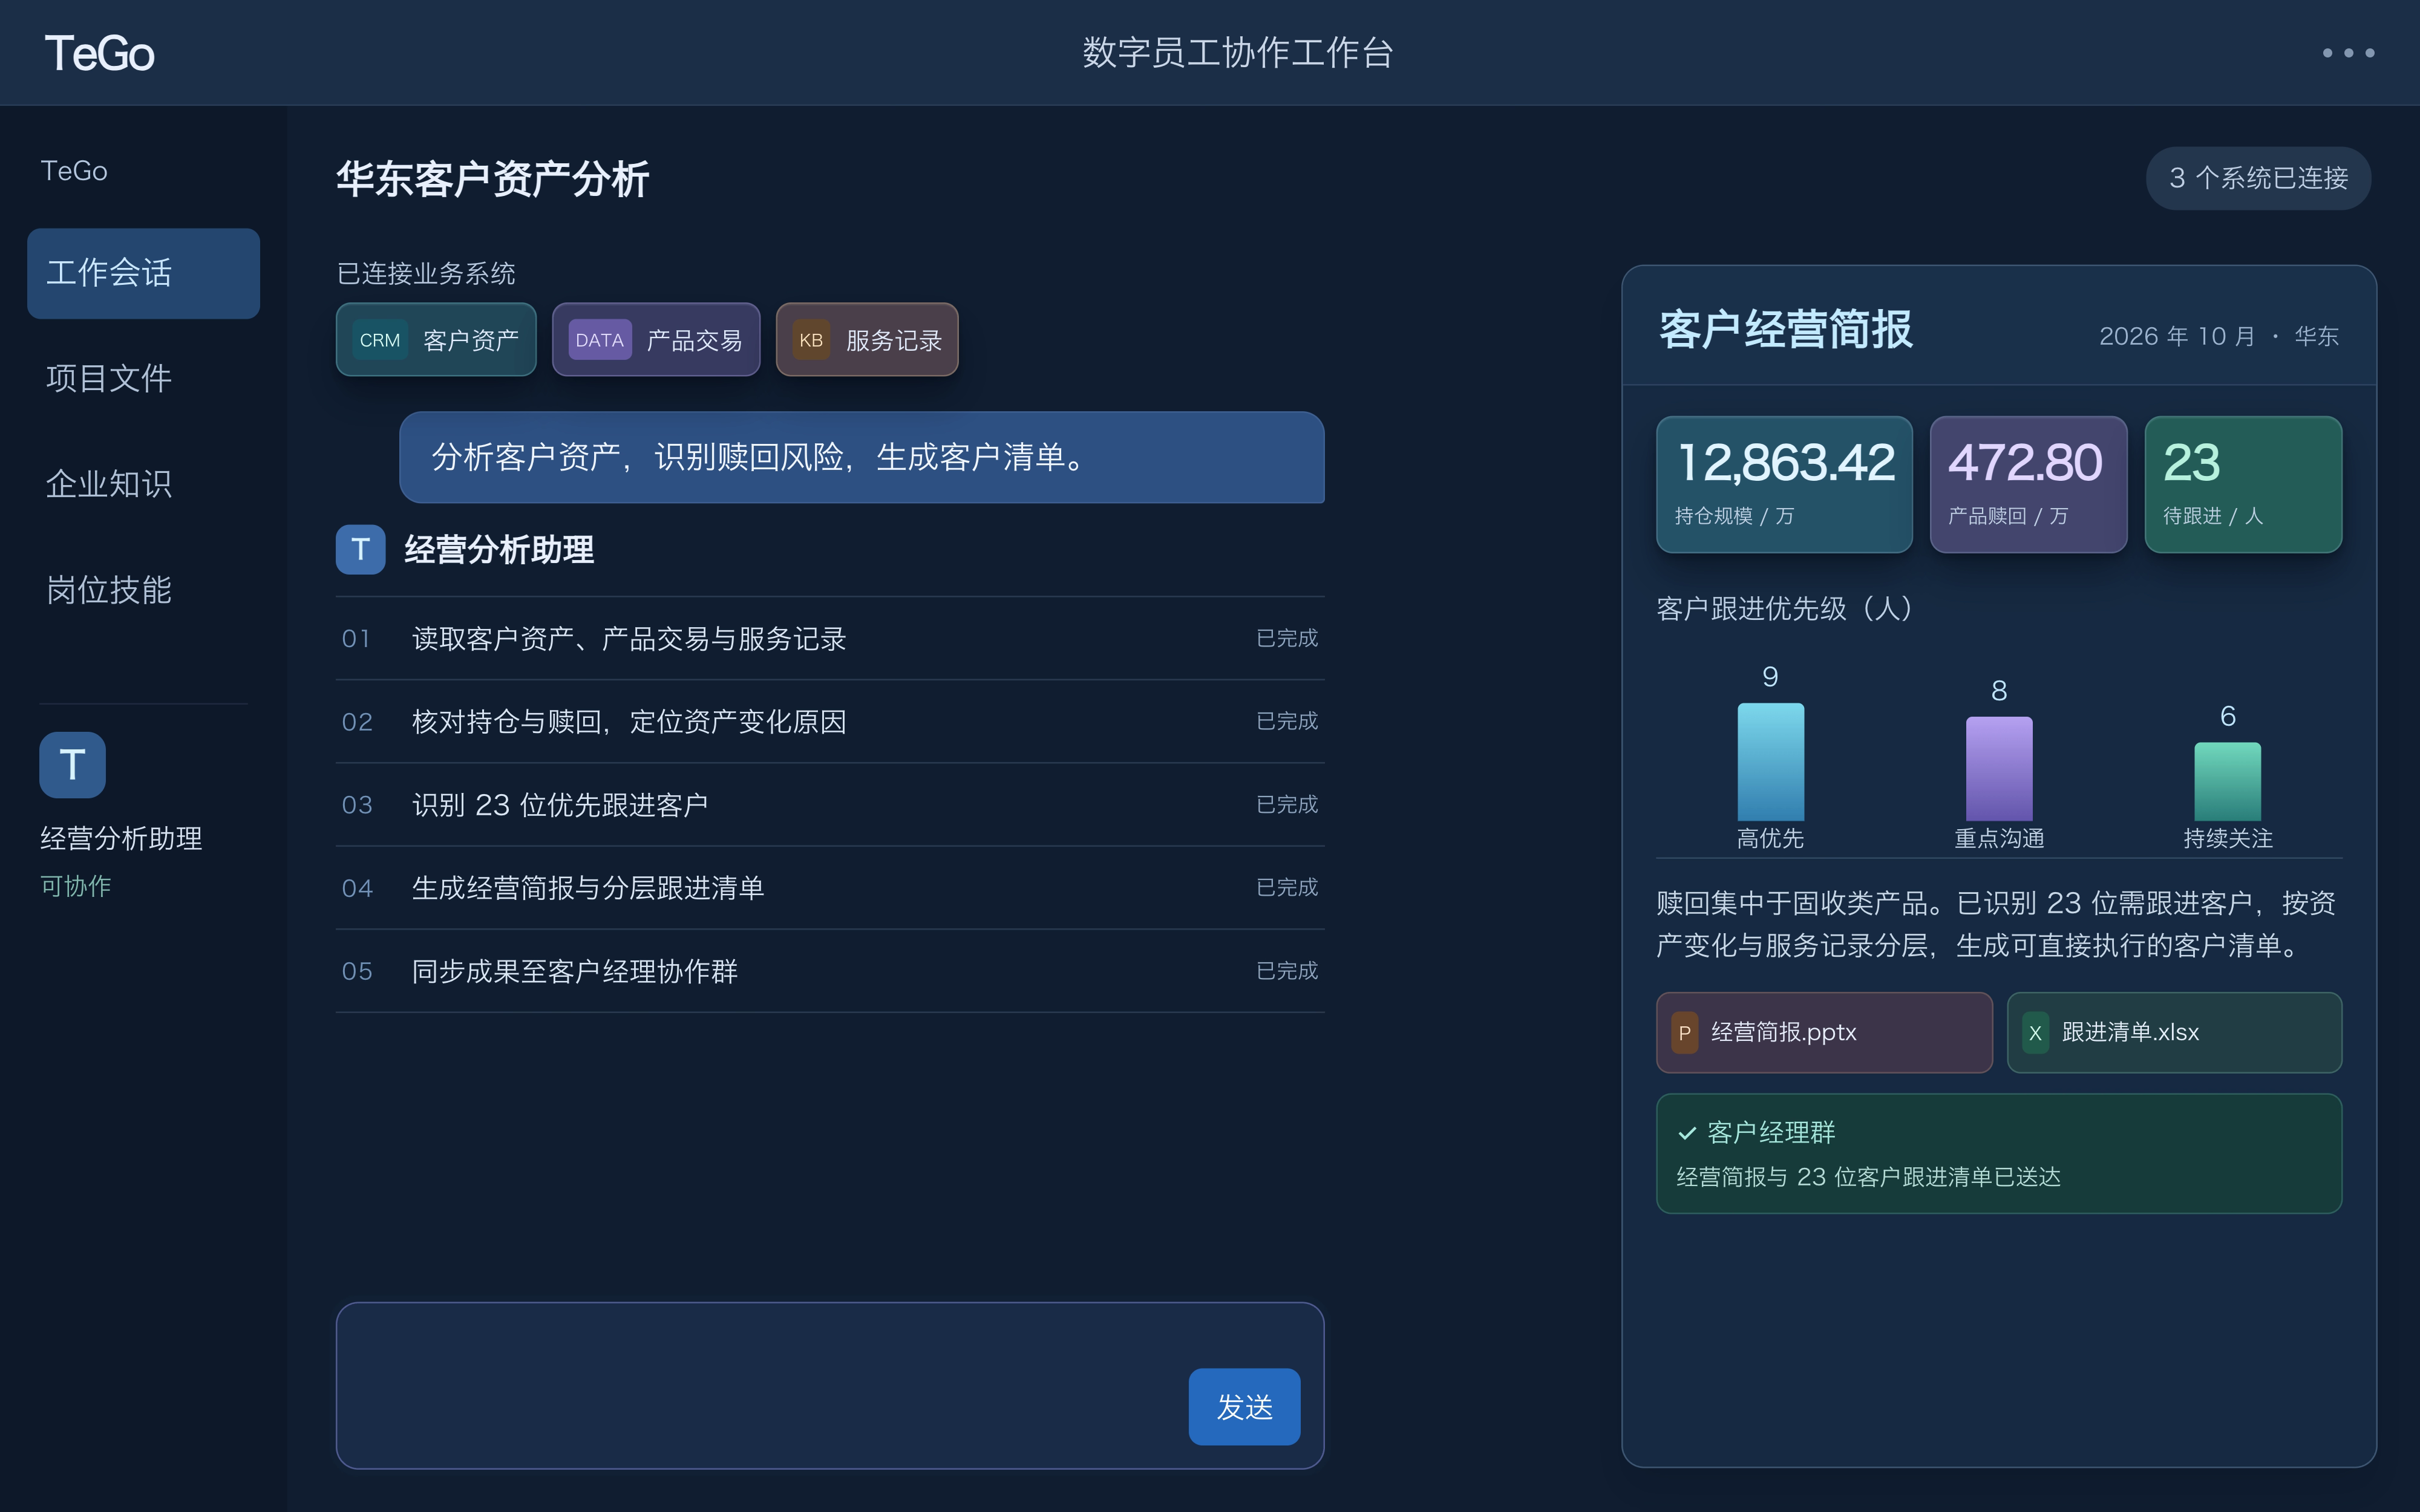 TeGo
数字员工协作工作台
TeGo
工作会话
项目文件
企业知识
岗位技能
T
经营分析助理
可协作
华东客户资产分析
3 个系统已连接
已连接业务系统
CRM 客户资产
DATA 产品交易
KB 服务记录
分析客户资产，识别赎回风险，生成客户清单。
T 经营分析助理
01 读取客户资产、产品交易与服务记录 已完成
02 核对持仓与赎回，定位资产变化原因 已完成
03 识别 23 位优先跟进客户 已完成
04 生成经营简报与分层跟进清单 已完成
05 同步成果至客户经理协作群 已完成
发送
客户经营简报 2026 年 10 月 · 华东
12,863.42
持仓规模 / 万
472.80
产品赎回 / 万
23
待跟进 / 人
客户跟进优先级（人）
9
高优先
8
重点沟通
6
持续关注
赎回集中于固收类产品。已识别 23 位需跟进客户，按资
产变化与服务记录分层，生成可直接执行的客户清单。
P 经营简报.pptx
X 跟进清单.xlsx
✓ 客户经理群
经营简报与 23 位客户跟进清单已送达